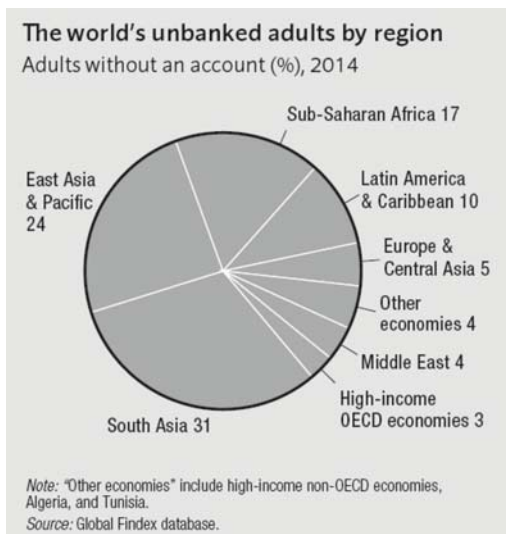 The world's unbanked adults by region
Adults without an account (%), 2014
Sub-Saharan Africa 17
East Asia
& Pacific
24
Latin America
& Caribbean 10
Europe &
Central Asia 5
Other
economies 4
Middle East 4
High-income
OECD economies 3
South Asia 31
Note: "Other economies" include high-income non-OECD economies,
Algeria, and Tunisia.
Source: Global Findex database.